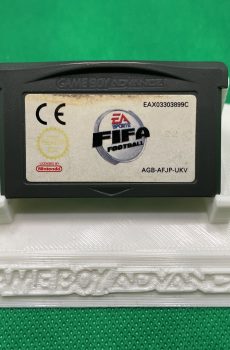 GAME BOY ADVANCE
EAX03303899C
CE
EA
SPORTS
FIFA
FOOTBALL
Nintendo
AGB-AFJP-UKV
GAME BOY ADVANCE